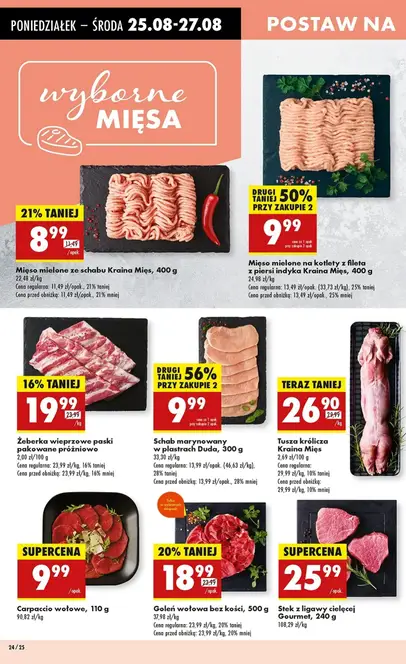 PONIEDZIAŁEK – ŚRODA 25.08-27.08
POSTAW NA
wyborne
MIĘSA
21% TANIEJ
8 99
11,49
/opak.
Mięso mielone ze schabu Kraina Mięs, 400 g
22,48 zł/kg
Cena regularna: 11,49 zł/opak., 21% taniej
Cena przed obniżką: 11,49 zł/opak., 21% mniej
DRUGI TANIEJ 50%
PRZY ZAKUPIE 2
9 99
Mięso mielone na kotlety z fileta
z piersi indyka Kraina Mięs, 400 g
24,98 zł/kg
Cena regularna: 13,49 zł/opak. (33,73 zł/kg), 25% taniej
Cena przed obniżką: 13,49 zł/opak., 25% mniej
16% TANIEJ
19 99
23,99
/kg
Żeberka wieprzowe paski
pakowane próżniowo
2,00 zł/100 g
Cena regularna: 23,99 zł/kg, 16% taniej
Cena przed obniżką: 23,99 zł/kg, 16% mniej
DRUGI TANIEJ 56%
PRZY ZAKUPIE 2
9 99
Schab marynowany
w plastrach Duda, 300 g
33,30 zł/kg
Cena regularna: 13,99 zł/opak. (46,63 zł/kg),
28% taniej
Cena przed obniżką: 13,99 zł/opak., 28% mniej
TERAZ TANIEJ
26 90
29,99
/kg
Tusza królicza
Kraina Mięs
2,69 zł/100 g
Cena regularna:
29,99 zł/kg, 10% taniej
Cena przed obniżką:
29,99 zł/kg, 10% mniej
SUPERCENA
9 99
/opak.
Carpaccio wołowe, 110 g
90,82 zł/kg
20% TANIEJ
18 99
23,99
/opak.
Goleń wołowa bez kości, 500 g
37,98 zł/kg
Cena regularna: 23,99 zł/opak., 20% taniej
Cena przed obniżką: 23,99 zł/opak., 20% mniej
SUPERCENA
25 99
/opak.
Stek z ligawy cielęcej
Gourmet, 240 g
108,29 zł/kg
24 / 25